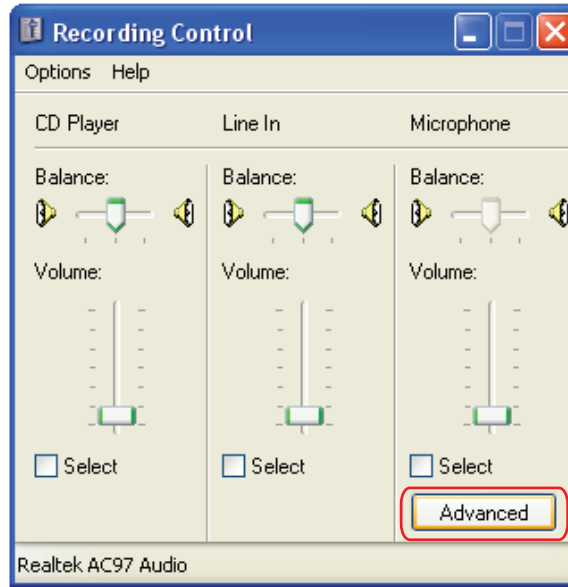 Recording Control
Options Help
CD Player Line In Microphone
Balance: Balance: Balance:
Volume: Volume: Volume:
Select Select Select
Advanced
Realtek AC97 Audio